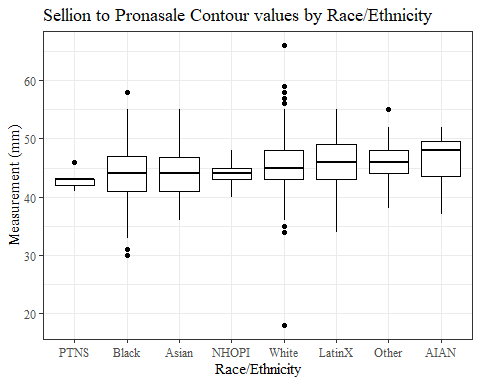 Sellion to Pronasale Contour values by Race/Ethnicity
Measurement (mm)
60
50
40
30
20
PTNS Black Asian NHOPI White LatinX Other AIAN
Race/Ethnicity